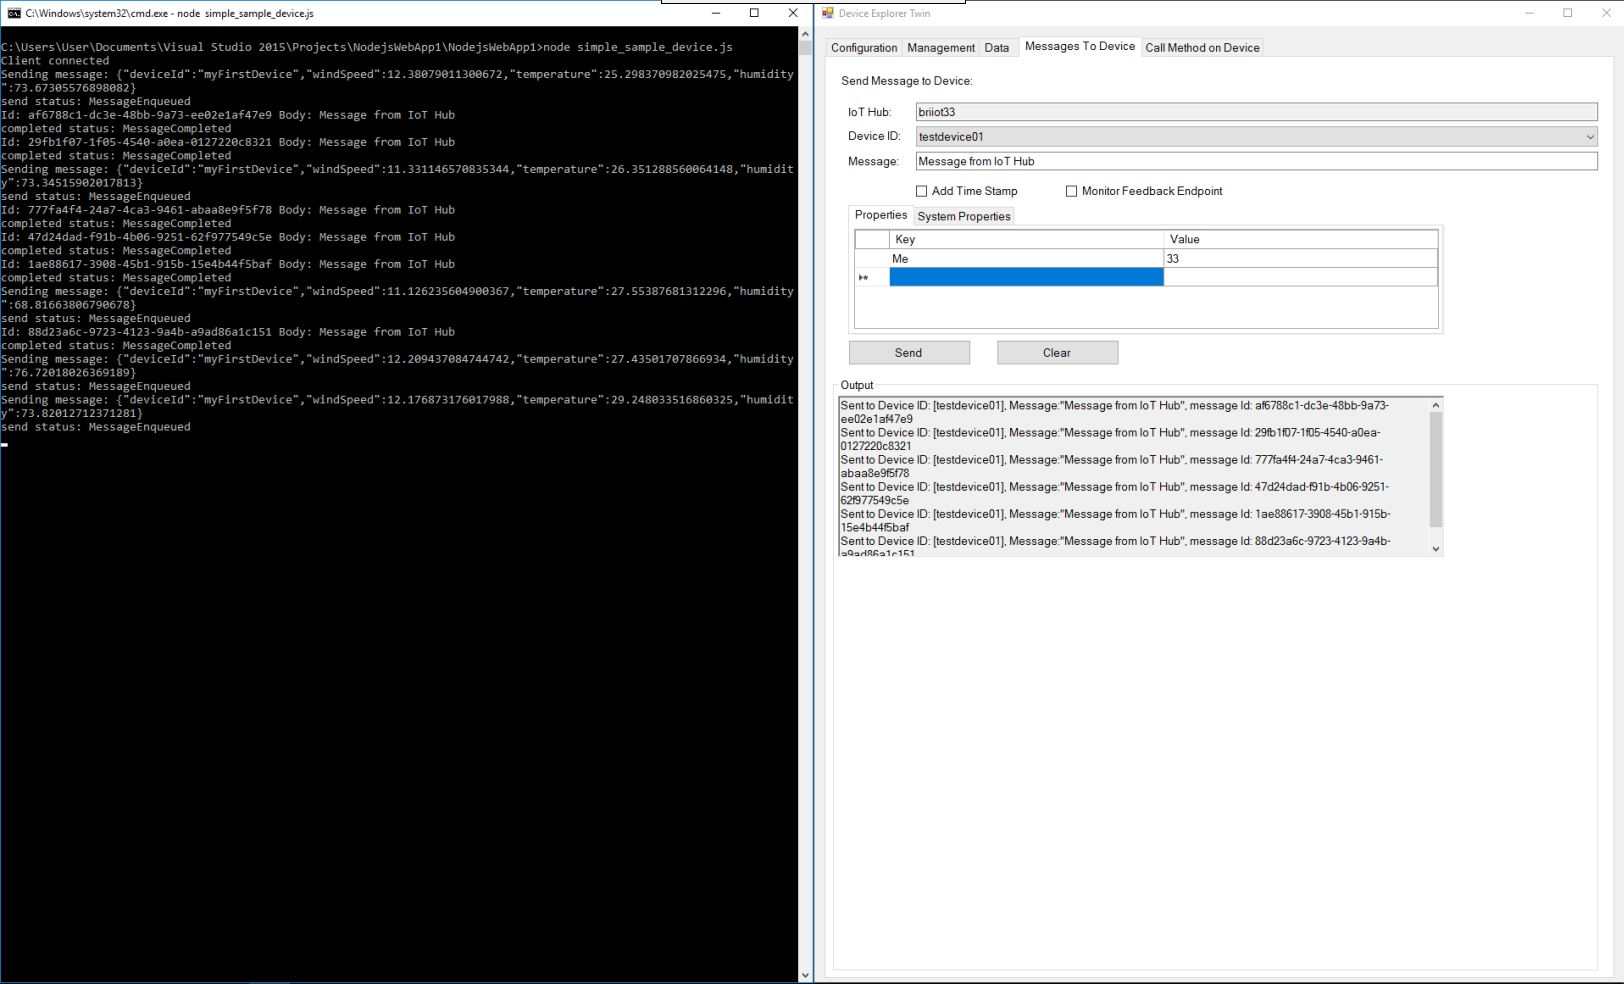 C:\Windows\system32\cmd.exe - node simple_sample_device.js
C:\Users\User\Documents\Visual Studio 2015\Projects\NodejsWebApp1\NodejsWebApp1>node simple_sample_device.js
Client connected
Sending message: {"deviceId":"myFirstDevice","windSpeed":12.38079011300672,"temperature":25.298370982025475,"humidity
":73.67305576898082}
send status: MessageEnqueued
Id: af6788c1-dc3e-48bb-9a73-ee02e1af47e9 Body: Message from IoT Hub
completed status: MessageCompleted
Id: 29fb1f07-1f05-4540-a0ea-0127220c8321 Body: Message from IoT Hub
completed status: MessageCompleted
Sending message: {"deviceId":"myFirstDevice","windSpeed":11.331146570835344,"temperature":26.351288560064148,"humidit
y":73.34515902017813}
send status: MessageEnqueued
Id: 777fa4f4-24a7-4ca3-9461-abaa8e9f5f78 Body: Message from IoT Hub
completed status: MessageCompleted
Id: 47d24dad-f91b-4b06-9251-62f977549c5e Body: Message from IoT Hub
completed status: MessageCompleted
Id: 1ae88617-3908-45b1-915b-15e4b44f5baf Body: Message from IoT Hub
completed status: MessageCompleted
Sending message: {"deviceId":"myFirstDevice","windSpeed":11.126235604900367,"temperature":27.55387681312296,"humidity
":68.81663806790678}
send status: MessageEnqueued
Id: 88d23a6c-9723-4123-9a4b-a9ad86a1c151 Body: Message from IoT Hub
completed status: MessageCompleted
Sending message: {"deviceId":"myFirstDevice","windSpeed":12.209437084744742,"temperature":27.43501707866934,"humidity
":76.72018026369189}
send status: MessageEnqueued
Sending message: {"deviceId":"myFirstDevice","windSpeed":12.176873176017988,"temperature":29.248033516860325,"humidit
y":73.82012712371281}
send status: MessageEnqueued
Device Explorer Twin
Configuration Management Data Messages To Device Call Method on Device
Send Message to Device:
IoT Hub: briiot33
Device ID: testdevice01
Message: Message from IoT Hub
Add Time Stamp Monitor Feedback Endpoint
Properties System Properties
Key Value
Me 33
Send Clear
Output
Sent to Device ID: [testdevice01], Message:"Message from IoT Hub", message Id: af6788c1-dc3e-48bb-9a73-
ee02e1af47e9
Sent to Device ID: [testdevice01], Message:"Message from IoT Hub", message Id: 29fb1f07-1f05-4540-a0ea-
0127220c8321
Sent to Device ID: [testdevice01], Message:"Message from IoT Hub", message Id: 777fa4f4-24a7-4ca3-9461-
abaa8e9f5f78
Sent to Device ID: [testdevice01], Message:"Message from IoT Hub", message Id: 47d24dad-f91b-4b06-9251-
62f977549c5e
Sent to Device ID: [testdevice01], Message:"Message from IoT Hub", message Id: 1ae88617-3908-45b1-915b-
15e4b44f5baf
Sent to Device ID: [testdevice01], Message:"Message from IoT Hub", message Id: 88d23a6c-9723-4123-9a4b-
a9ad86a1c151